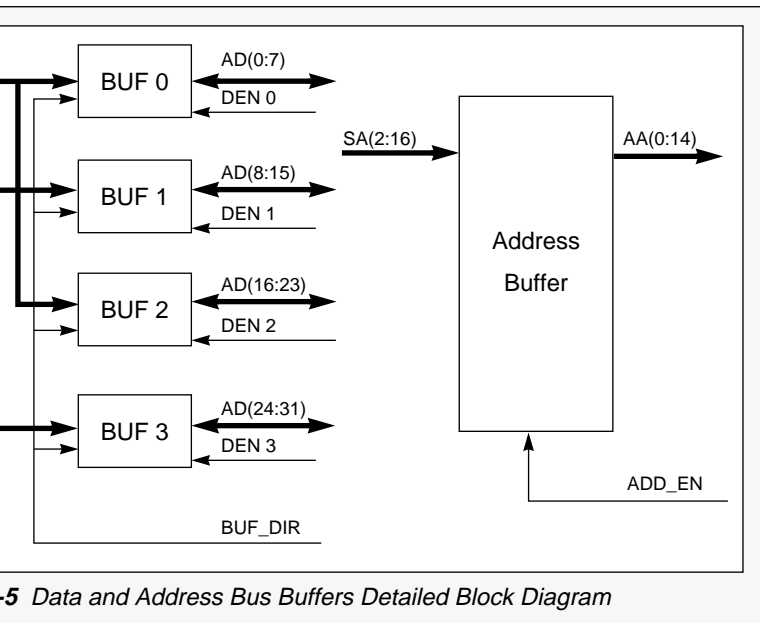 AD(0:7)
BUF 0
DEN 0
SA(2:16)
AA(0:14)
AD(8:15)
BUF 1
DEN 1
Address
Buffer
AD(16:23)
BUF 2
DEN 2
AD(24:31)
BUF 3
DEN 3
ADD_EN
BUF_DIR
-5 Data and Address Bus Buffers Detailed Block Diagram